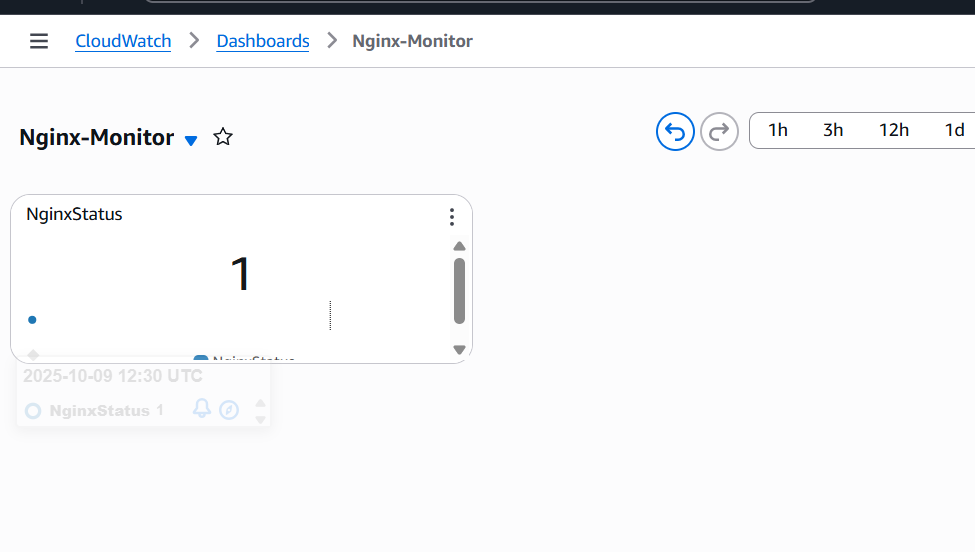 CloudWatch Dashboards Nginx-Monitor
Nginx-Monitor
1h 3h 12h 1d
NginxStatus
1
NginxStatus
2025-10-09 12:30 UTC
NginxStatus 1